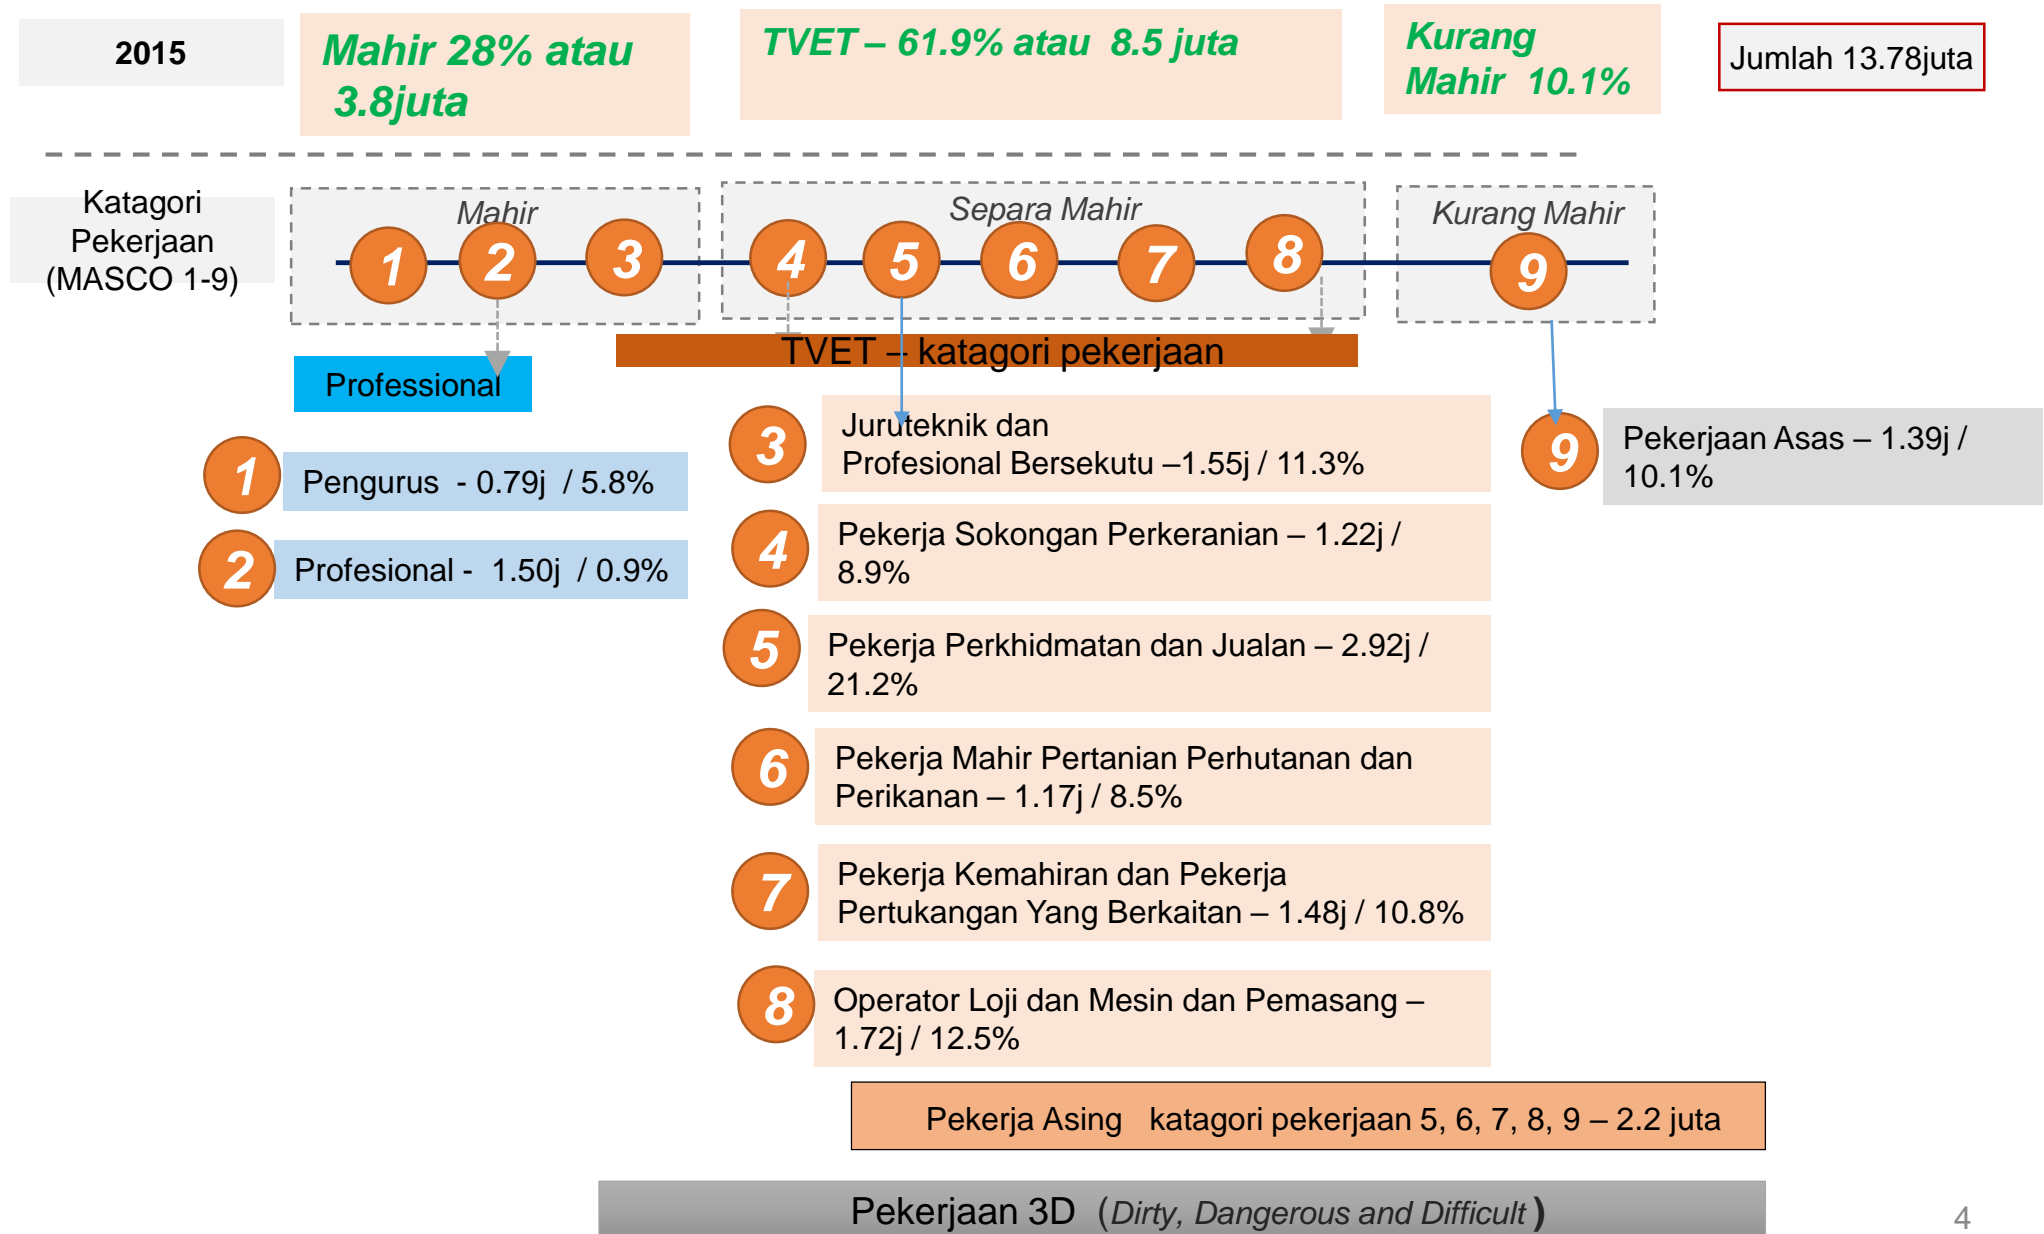 2015
Mahir 28% atau
3.8juta
TVET – 61.9% atau 8.5 juta
Kurang
Mahir 10.1%
Jumlah 13.78juta
Katagori
Pekerjaan
(MASCO 1-9)
Mahir
Separa Mahir
Kurang Mahir
1
2
3
4
5
6
7
8
9
Professional
TVET – katagori pekerjaan
1
Pengurus - 0.79j / 5.8%
2
Profesional - 1.50j / 0.9%
3
Juruteknik dan
Profesional Bersekutu –1.55j / 11.3%
4
Pekerja Sokongan Perkeranian – 1.22j /
8.9%
5
Pekerja Perkhidmatan dan Jualan – 2.92j /
21.2%
6
Pekerja Mahir Pertanian Perhutanan dan
Perikanan – 1.17j / 8.5%
7
Pekerja Kemahiran dan Pekerja
Pertukangan Yang Berkaitan – 1.48j / 10.8%
8
Operator Loji dan Mesin dan Pemasang –
1.72j / 12.5%
9
Pekerjaan Asas – 1.39j /
10.1%
Pekerja Asing katagori pekerjaan 5, 6, 7, 8, 9 – 2.2 juta
Pekerjaan 3D (Dirty, Dangerous and Difficult )
4